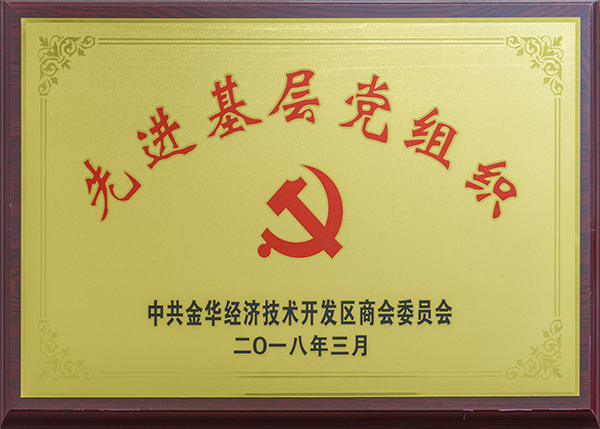 先进基层党组织
中共金华经济技术开发区商会委员会
二〇一八年三月